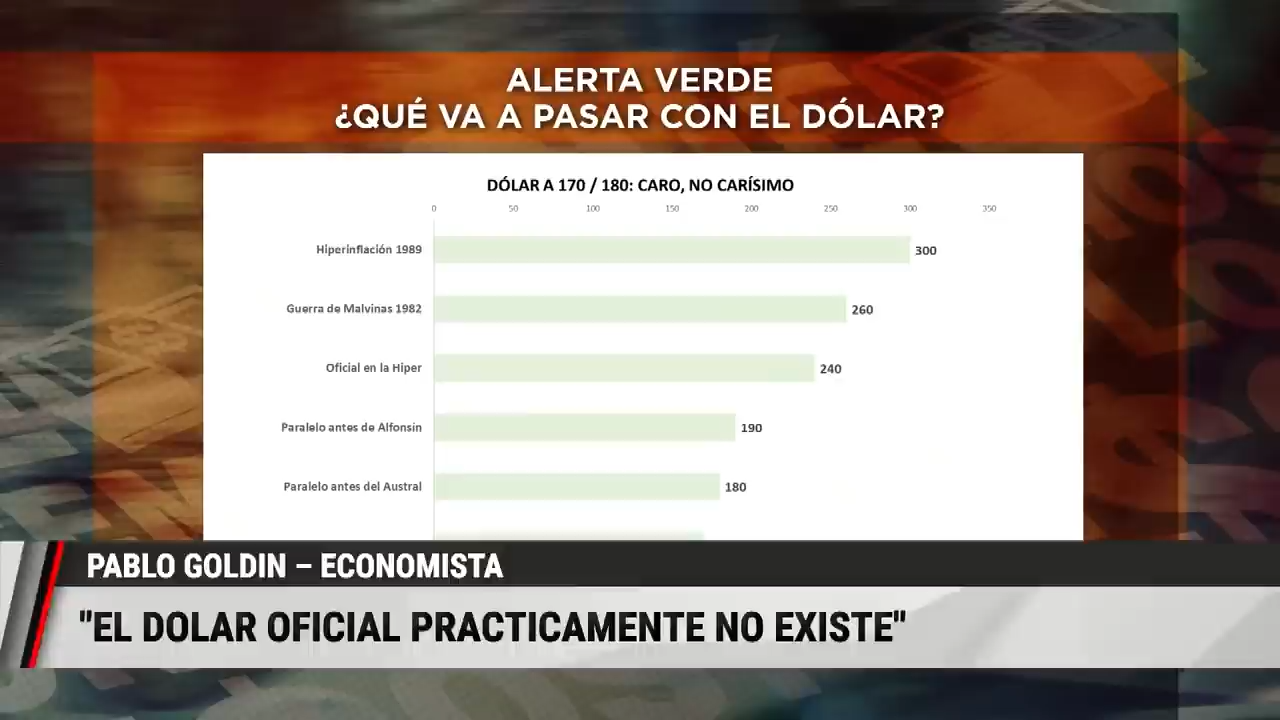 ALERTA VERDE
¿QUÉ VA A PASAR CON EL DÓLAR?
DÓLAR A 170 / 180: CARO, NO CARÍSIMO
0 50 100 150 200 250 300 350
Hiperinflación 1989 300
Guerra de Malvinas 1982 260
Oficial en la Hiper 240
Paralelo antes de Alfonsín 190
Paralelo antes del Austral 180
PABLO GOLDIN – ECONOMISTA
"EL DOLAR OFICIAL PRACTICAMENTE NO EXISTE"